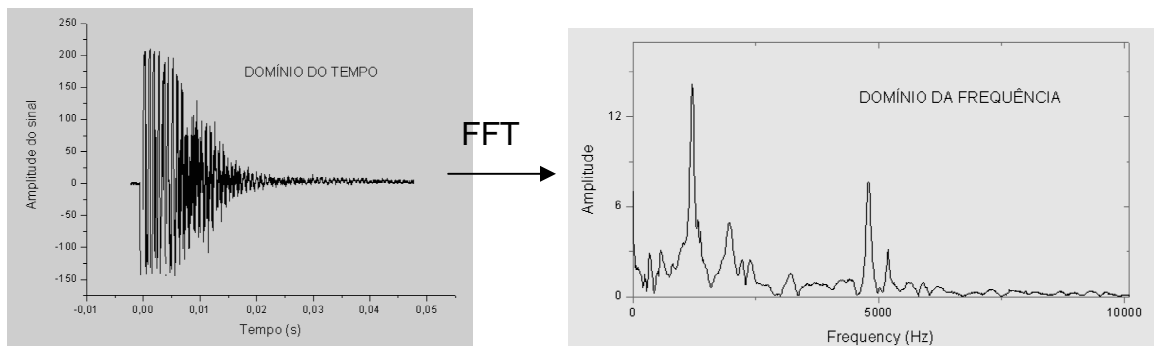 250
200
150
100
50
0
-50
-100
-150
Amplitude do sinal
DOMÍNIO DO TEMPO
-0,01 0,00 0,01 0,02 0,03 0,04 0,05
Tempo (s)
FFT
12
6
0
Amplitude
DOMÍNIO DA FREQUÊNCIA
0 5000 10000
Frequency (Hz)